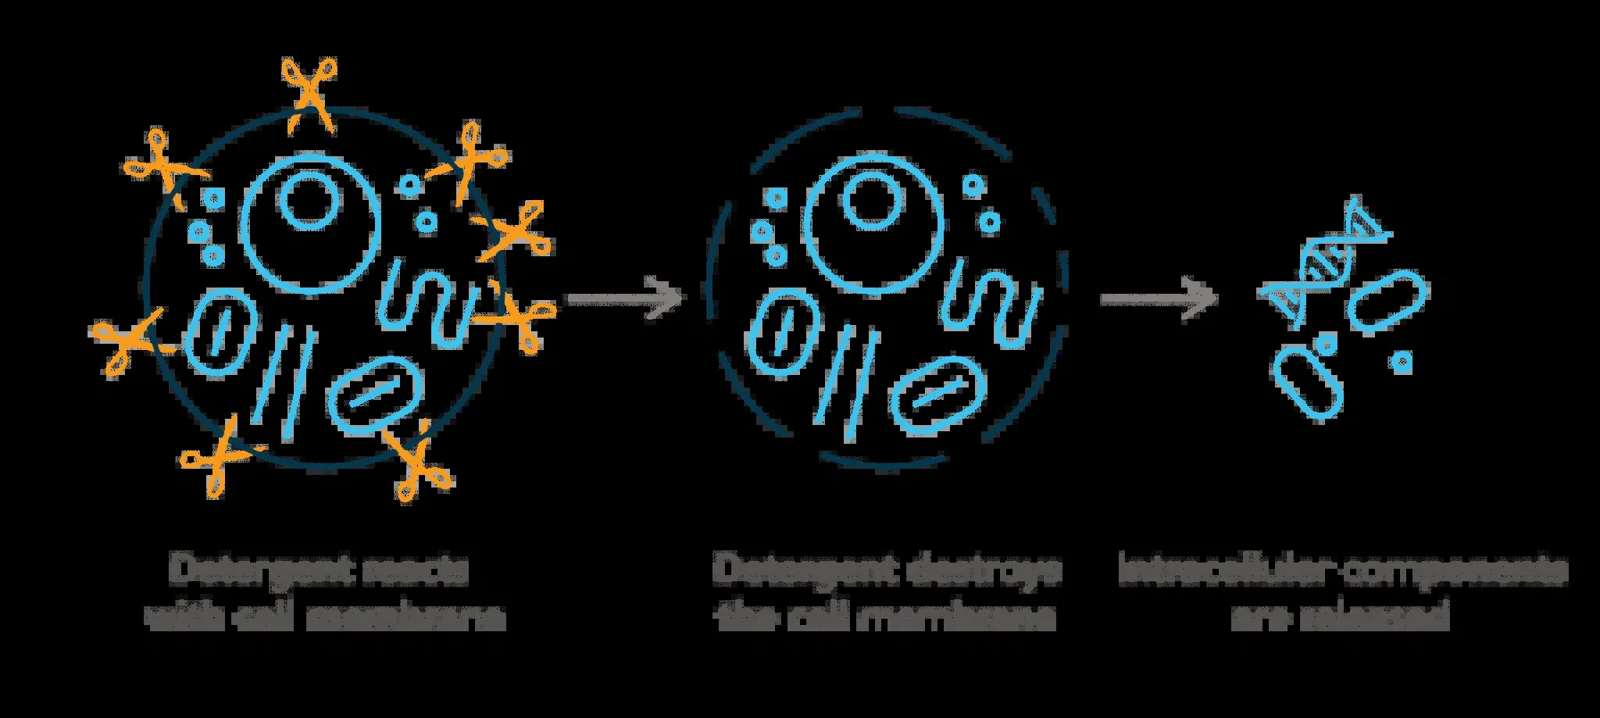 Detergent reacts
with cell membrane
Detergent destroys
the cell membrane
Intracellular components
are released